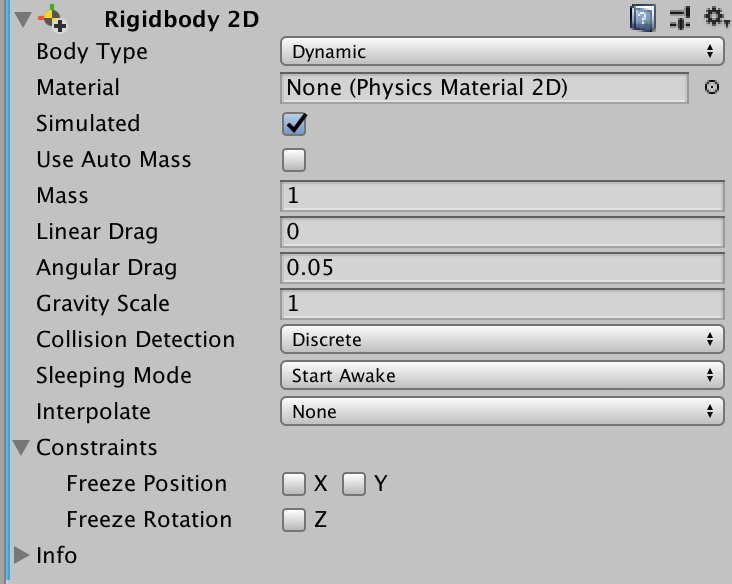 Rigidbody 2D
Body Type Dynamic
Material None (Physics Material 2D)
Simulated
Use Auto Mass
Mass 1
Linear Drag 0
Angular Drag 0.05
Gravity Scale 1
Collision Detection Discrete
Sleeping Mode Start Awake
Interpolate None
Constraints
Freeze Position X Y
Freeze Rotation Z
Info